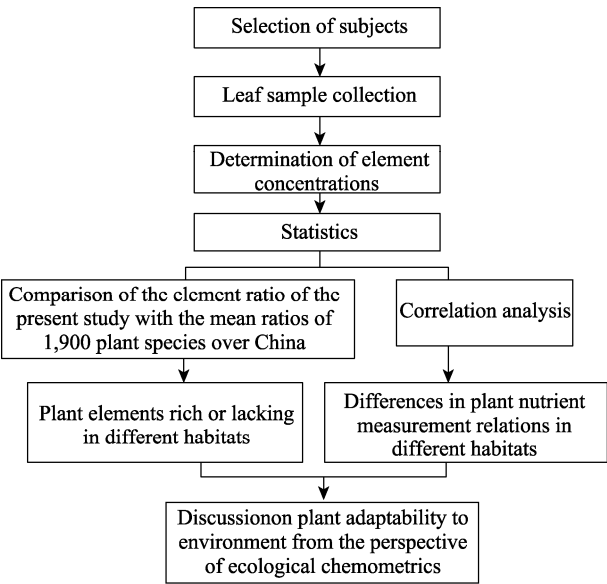 Selection of subjects
Leaf sample collection
Determination of element
concentrations
Statistics
Comparison of the element ratio of the
present study with the mean ratios of
1,900 plant species over China
Correlation analysis
Plant elements rich or lacking
in different habitats
Differences in plant nutrient
measurement relations in
different habitats
Discussionon plant adaptability to
environment from the perspective
of ecological chemometrics